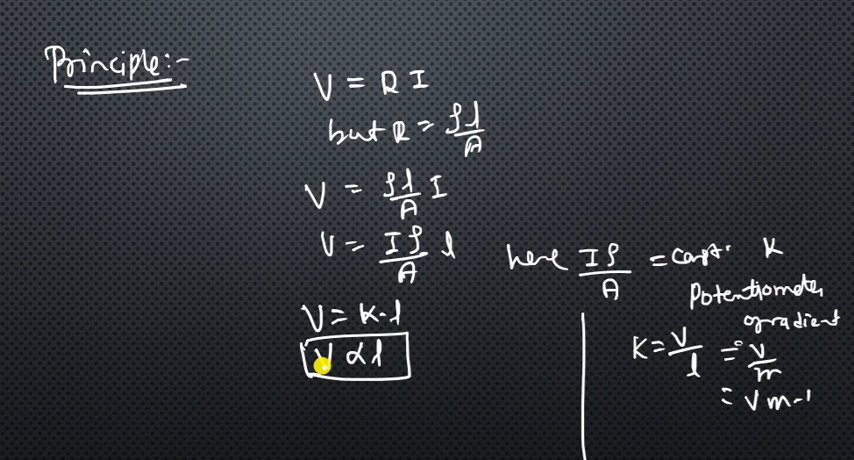 Principle:-
V = R I
but R = ρl/A
V = ρl/A I
V = Iρ/A l
here Iρ/A = Const. K
Potentiometer
gradient
V = K·l
V ∝ l
K = V/l = V/m
= V m-1